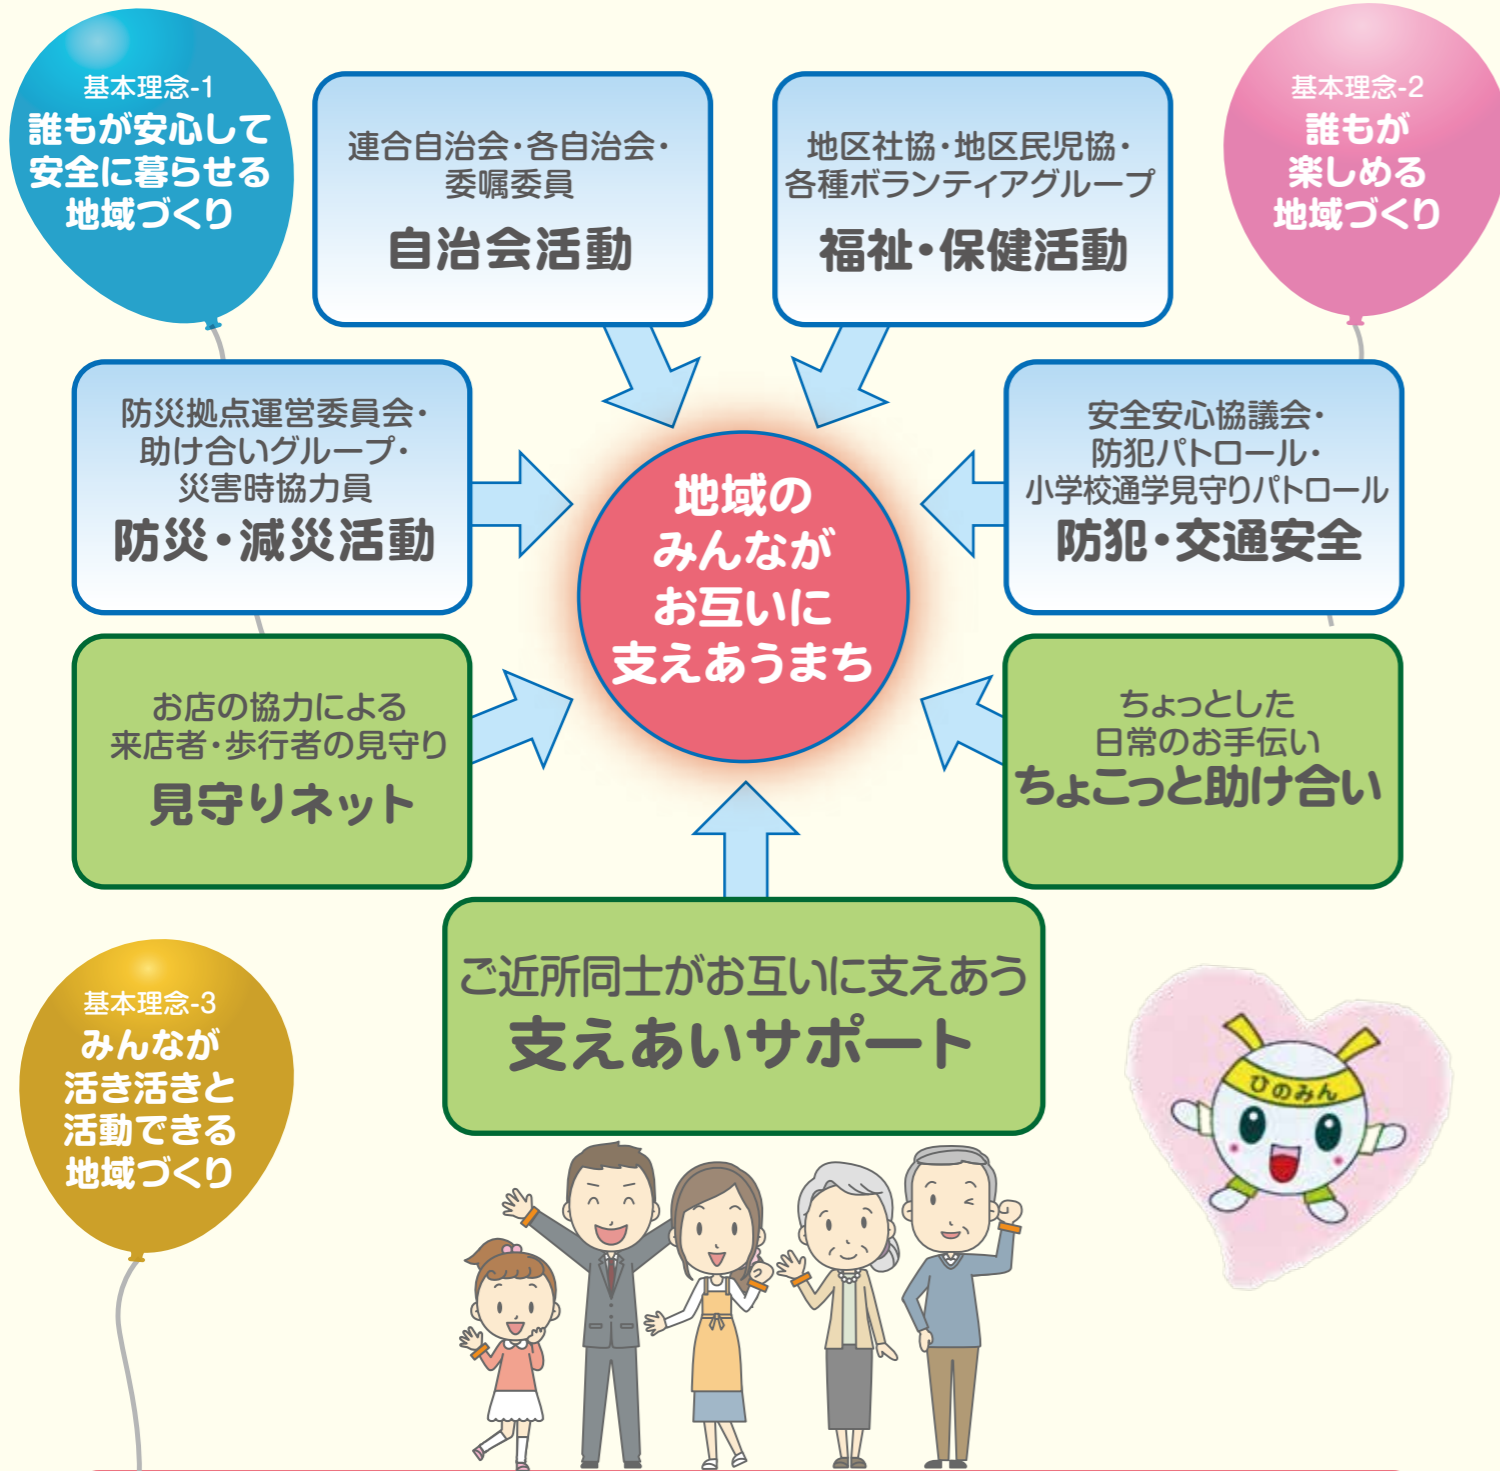 基本理念-1
誰もが安心して
安全に暮らせる
地域づくり
連合自治会・各自治会・
委嘱委員
自治会活動
地区社協・地区民児協・
各種ボランティアグループ
福祉・保健活動
基本理念-2
誰もが
楽しめる
地域づくり
防災拠点運営委員会・
助け合いグループ・
災害時協力員
防災・減災活動
地域の
みんなが
お互いに
支えあうまち
安全安心協議会・
防犯パトロール・
小学校通学見守りパトロール
防犯・交通安全
お店の協力による
来店者・歩行者の見守り
見守りネット
ちょっとした
日常のお手伝い
ちょこっと助け合い
ご近所同士がお互いに支えあう
支えあいサポート
基本理念-3
みんなが
活き活きと
活動できる
地域づくり
ひのみん